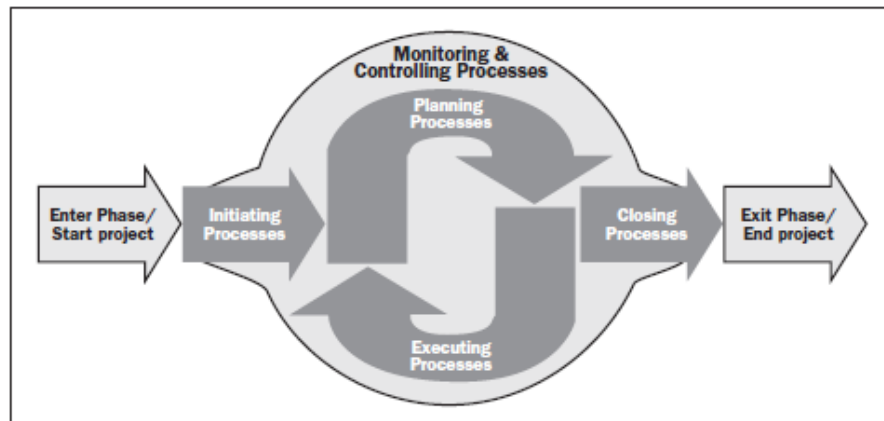 Monitoring &
Controlling Processes
Planning
Processes
Enter Phase/
Start project
Initiating
Processes
Closing
Processes
Exit Phase/
End project
Executing
Processes